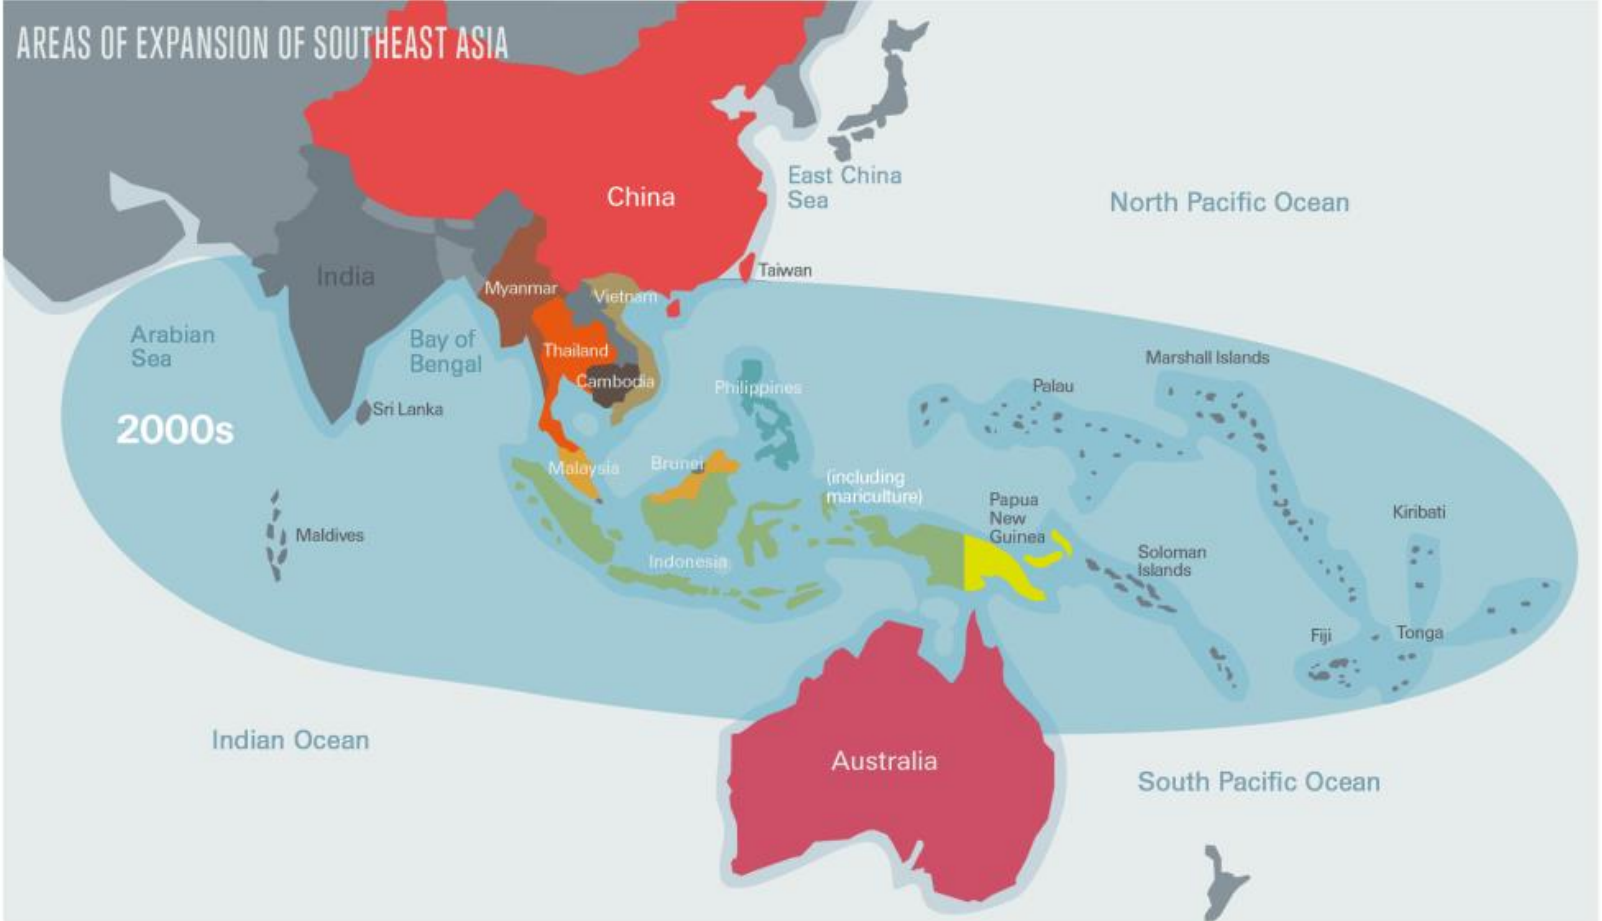 AREAS OF EXPANSION OF SOUTHEAST ASIA
China
East China
Sea
North Pacific Ocean
Taiwan
India
Myanmar
Vietnam
Arabian
Sea
Bay of
Bengal
Thailand
Cambodia
Philippines
Marshall Islands
Palau
Sri Lanka
2000s
Malaysia
Brunei
(including
mariculture)
Papua
New
Guinea
Kiribati
Maldives
Indonesia
Soloman
Islands
Fiji
Tonga
Indian Ocean
Australia
South Pacific Ocean